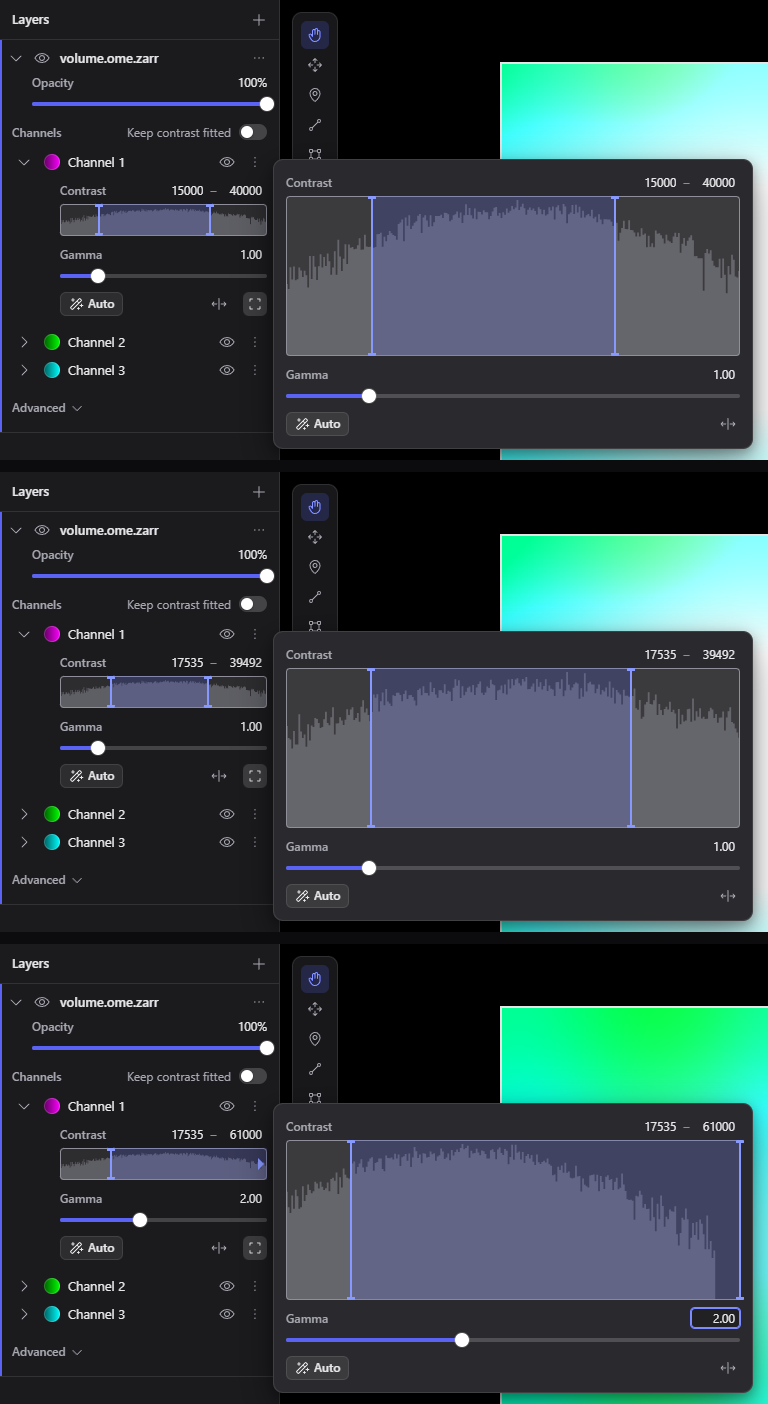 Layers
volume.ome.zarr
Opacity 100%
Channels Keep contrast fitted
Channel 1
Contrast 15000 – 40000
Gamma 1.00
Auto
Channel 2
Channel 3
Advanced
Contrast 15000 – 40000
Gamma 1.00
Auto
Layers
volume.ome.zarr
Opacity 100%
Channels Keep contrast fitted
Channel 1
Contrast 17535 – 39492
Gamma 1.00
Auto
Channel 2
Channel 3
Advanced
Contrast 17535 – 39492
Gamma 1.00
Auto
Layers
volume.ome.zarr
Opacity 100%
Channels Keep contrast fitted
Channel 1
Contrast 17535 – 61000
Gamma 2.00
Auto
Channel 2
Channel 3
Advanced
Contrast 17535 – 61000
Gamma 2.00
Auto